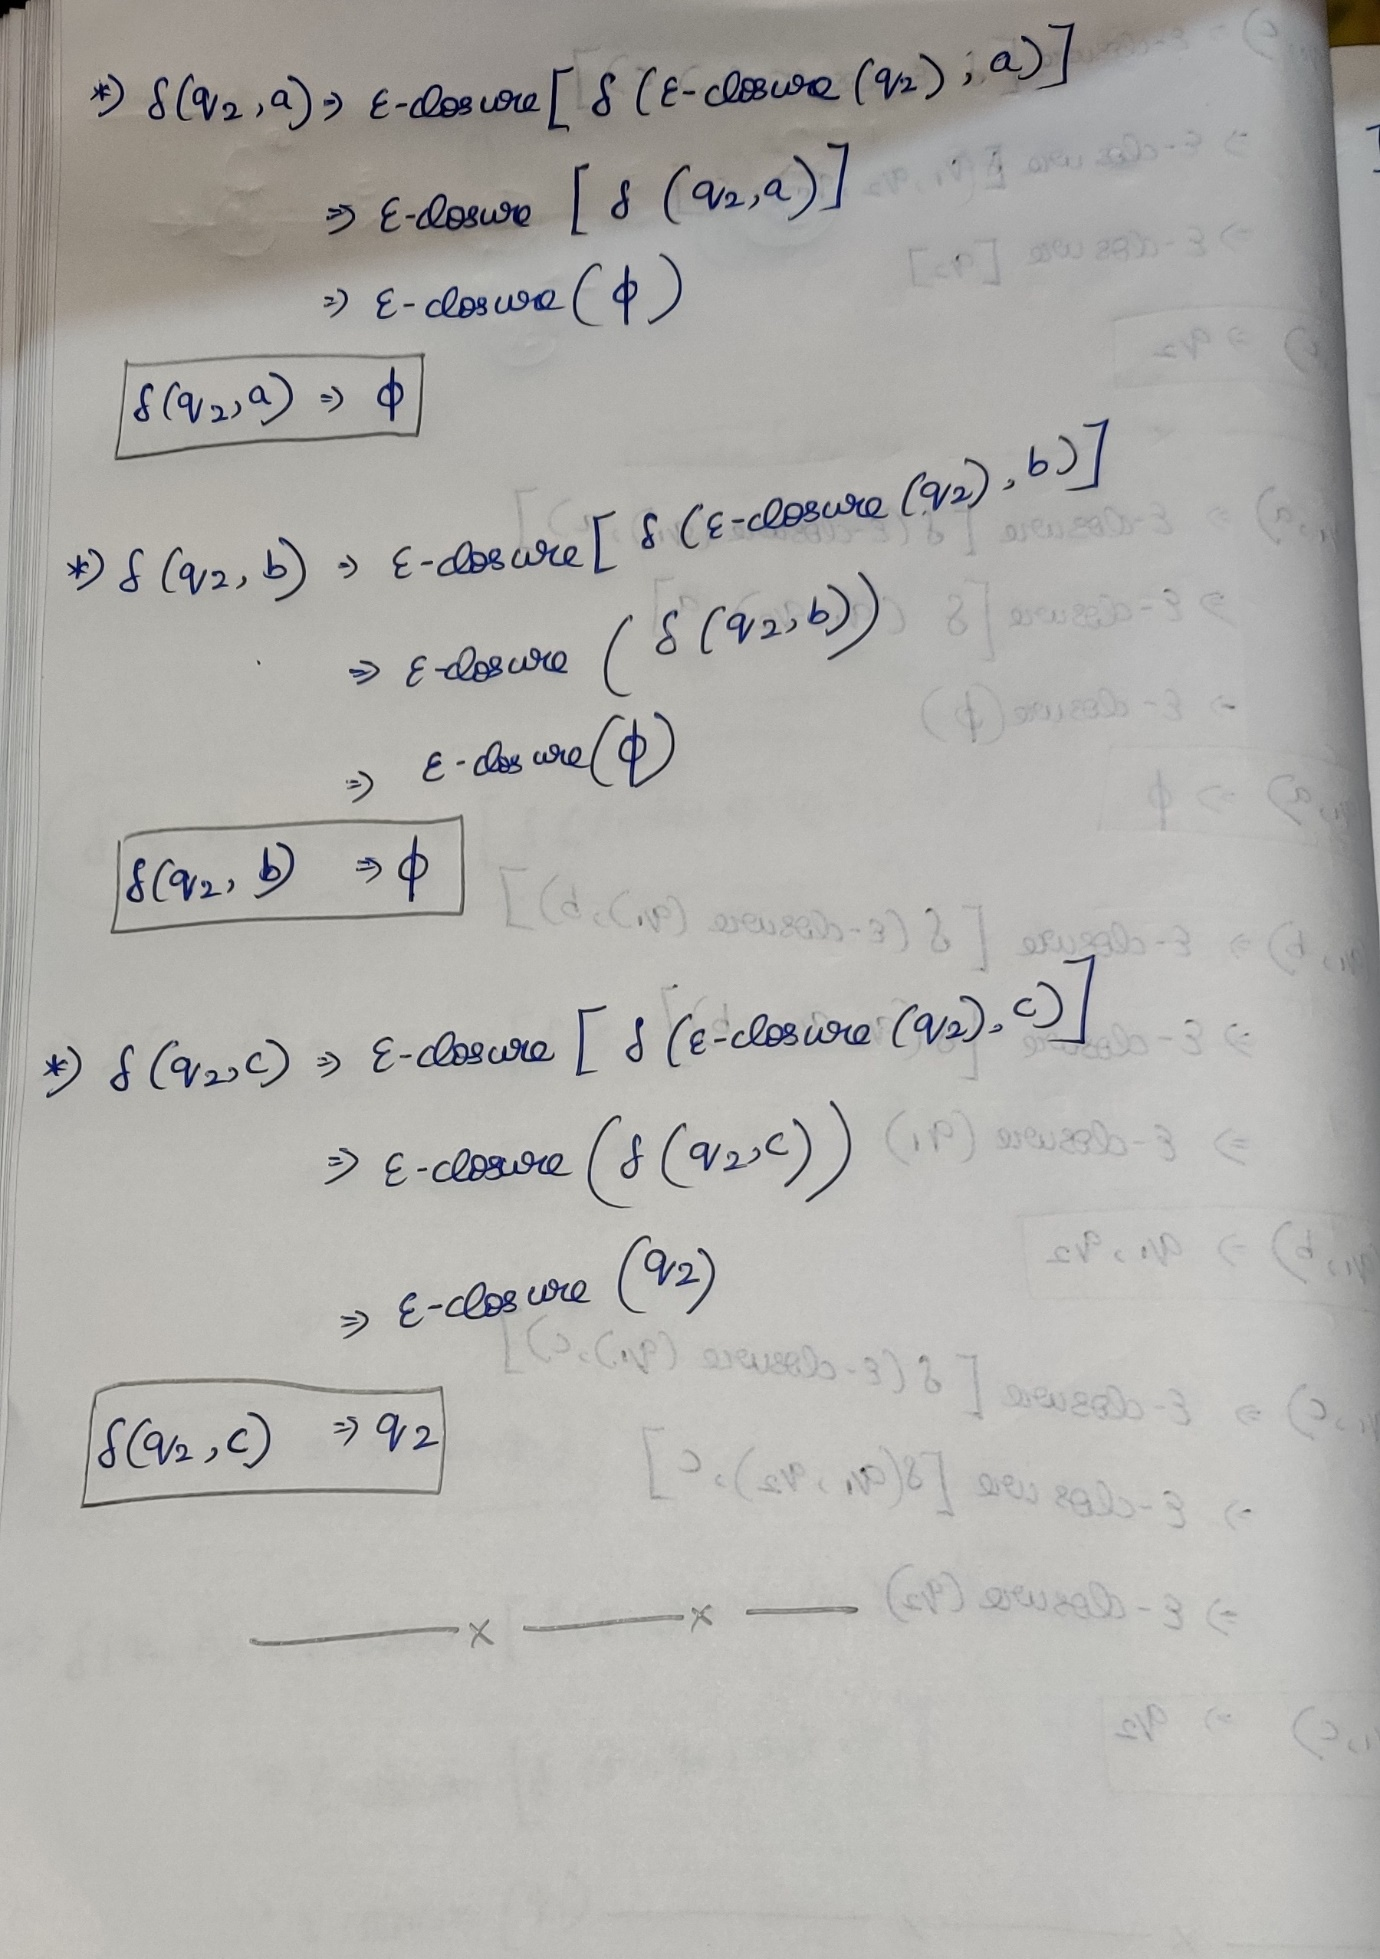 *) δ(q2,a) ⇒ ε-closure[ δ (ε-closure (q2) ; a)]
⇒ ε-closure [ δ (q2,a)]
⇒ ε-closure(ϕ)
δ(q2,a) ⇒ ϕ
*) δ(q2, b) ⇒ ε-closure[ δ (ε-closure (q2), b)]
⇒ ε-closure ( δ (q2,b))
⇒ ε-closure(ϕ)
δ(q2, b) ⇒ ϕ
*) δ(q2,c) ⇒ ε-closure [ δ (ε-closure (q2), c)]
⇒ ε-closure (δ (q2,c))
⇒ ε-closure (q2)
δ(q2, c) ⇒ q2
——x ——x ——